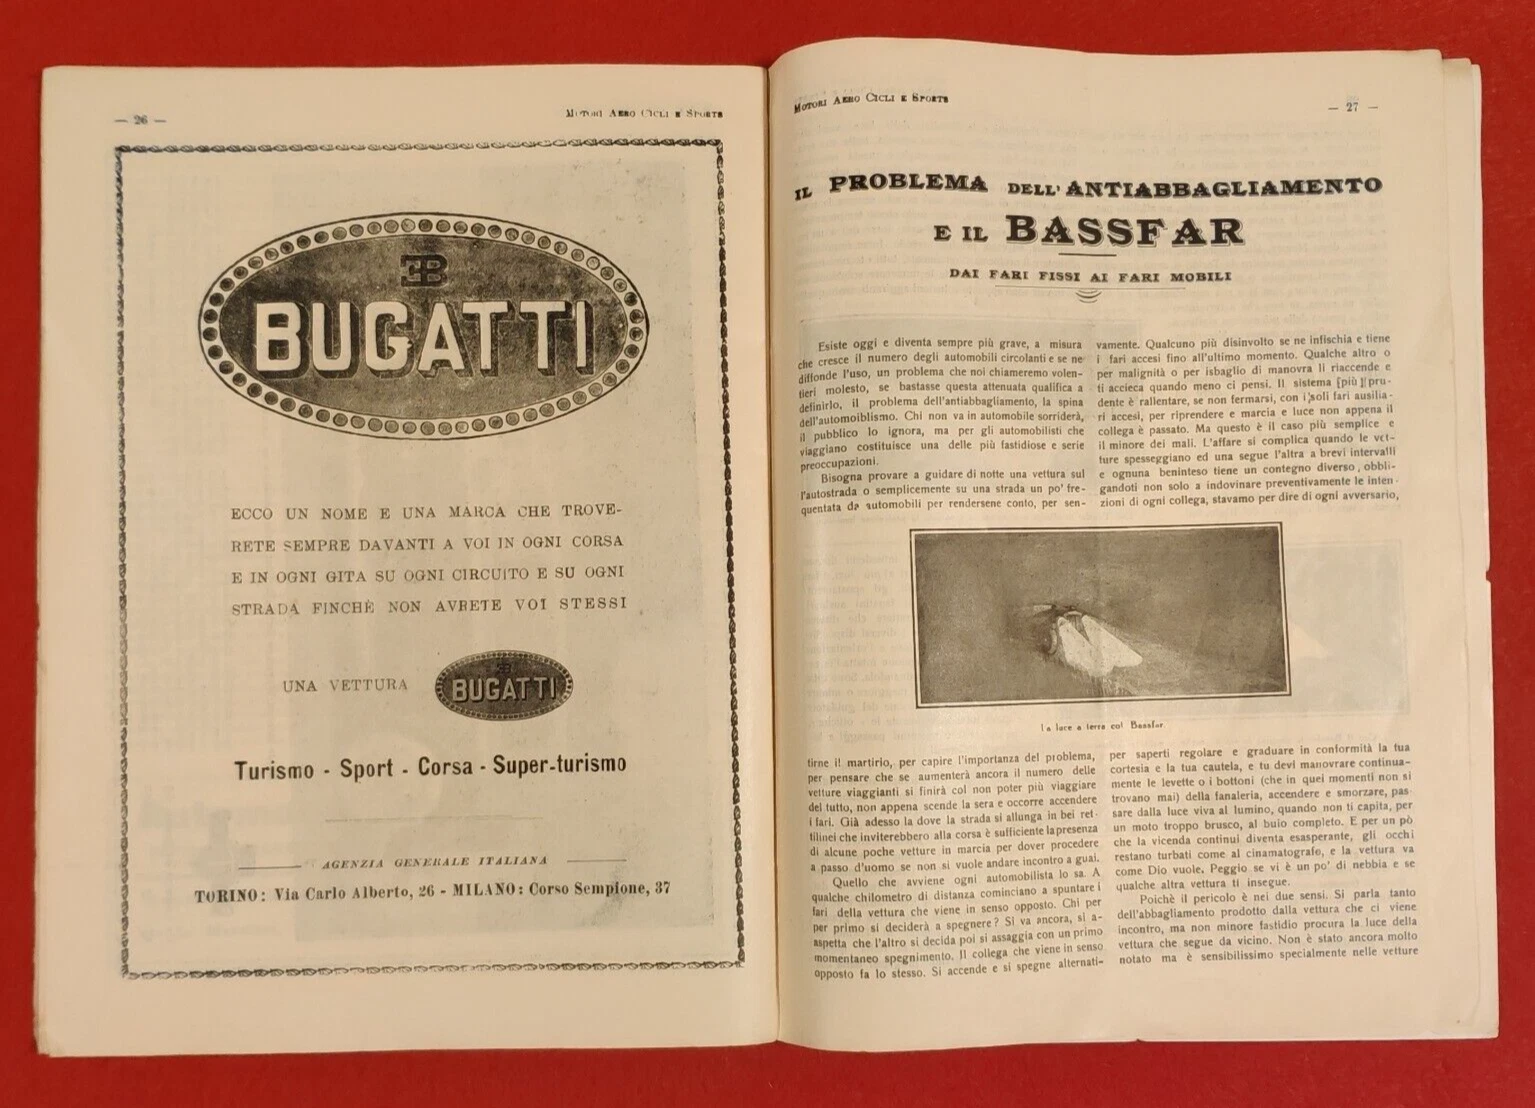 — 26 —
MOTORI AERO CICLI E SPORTS
EB
BUGATTI
ECCO UN NOME E UNA MARCA CHE TROVE-
RETE SEMPRE DAVANTI A VOI IN OGNI CORSA
E IN OGNI GITA SU OGNI CIRCUITO E SU OGNI
STRADA FINCHÈ NON AVRETE VOI STESSI
UNA VETTURA
EB
BUGATTI
Turismo - Sport - Corsa - Super-turismo
AGENZIA GENERALE ITALIANA
TORINO: Via Carlo Alberto, 26 - MILANO: Corso Sempione, 37
MOTORI AERO CICLI E SPORTS
— 27 —
IL PROBLEMA DELL'ANTIABBAGLIAMENTO
E IL BASSFAR
DAI FARI FISSI AI FARI MOBILI
Esiste oggi e diventa sempre più grave, a misura
che cresce il numero degli automobili circolanti e se ne
diffonde l'uso, un problema che noi chiameremo volen-
tieri molesto, se bastasse questa attenuata qualifica a
definirlo, il problema dell'antiabbagliamento, la spina
dell'automoiblismo. Chi non va in automobile sorriderà,
il pubblico lo ignora, ma per gli automobilisti che
viaggiano costituisce una delle più fastidiose e serie
preoccupazioni.
Bisogna provare a guidare di notte una vettura sul
l'autostrada o semplicemente su una strada un po' fre-
quentata da automobili per rendersene conto, per sen-
vamente. Qualcuno più disinvolto se ne infischia e tiene
i fari accesi fino all'ultimo momento. Qualche altro o
per malignità o per isbaglio di manovra li riaccende e
ti accieca quando meno ci pensi. Il sistema [più ][pru-
dente è rallentare, se non fermarsi, con i soli fari ausilia-
ri accesi, per riprendere e marcia e luce non appena il
collega è passato. Ma questo è il caso più semplice e
il minore dei mali. L'affare si complica quando le vet-
ture spesseggiano ed una segue l'altra a brevi intervalli
e ognuna beninteso tiene un contegno diverso, obbli-
gandoti non solo a indovinare preventivamente le inten-
zioni di ogni collega, stavamo per dire di ogni avversario,
La luce a terra col Bassfar
tirne il martirio, per capire l'importanza del problema,
per pensare che se aumenterà ancora il numero delle
vetture viaggianti si finirà col non poter più viaggiare
del tutto, non appena scende la sera e occorre accendere
i fari. Già adesso la dove la strada si allunga in bei ret-
tilinei che inviterebbero alla corsa è sufficiente la presenza
di alcune poche vetture in marcia per dover procedere
a passo d'uomo se non si vuole andare incontro a guai.
Quello che avviene ogni automobilista lo sa. A
qualche chilometro di distanza cominciano a spuntare i
fari della vettura che viene in senso opposto. Chi per
per primo si deciderà a spegnere? Si va ancora, si a-
aspetta che l'altro si decida poi si assaggia con un primo
momentaneo spegnimento. Il collega che viene in senso
opposto fa lo stesso. Si accende e si spegne alternati-
per saperti regolare e graduare in conformità la tua
cortesia e la tua cautela, e tu devi manovrare continua-
mente le levette o i bottoni (che in quei momenti non si
trovano mai) della fanaleria, accendere e smorzare, pas-
sare dalla luce viva al lumino, quando non ti capita, per
un moto troppo brusco, al buio completo. E per un pò
che la vicenda continui diventa esasperante, gli occhi
restano turbati come al cinamatografo, e la vettura va
come Dio vuole. Peggio se vi è un po' di nebbia e se
qualche altra vettura ti insegue.
Poichè il pericolo è nei due sensi. Si parla tanto
dell'abbagliamento prodotto dalla vettura che ci viene
incontro, ma non minore fastidio procura la luce della
vettura che segue da vicino. Non è stato ancora molto
notato ma è sensibilissimo specialmente nelle vetture